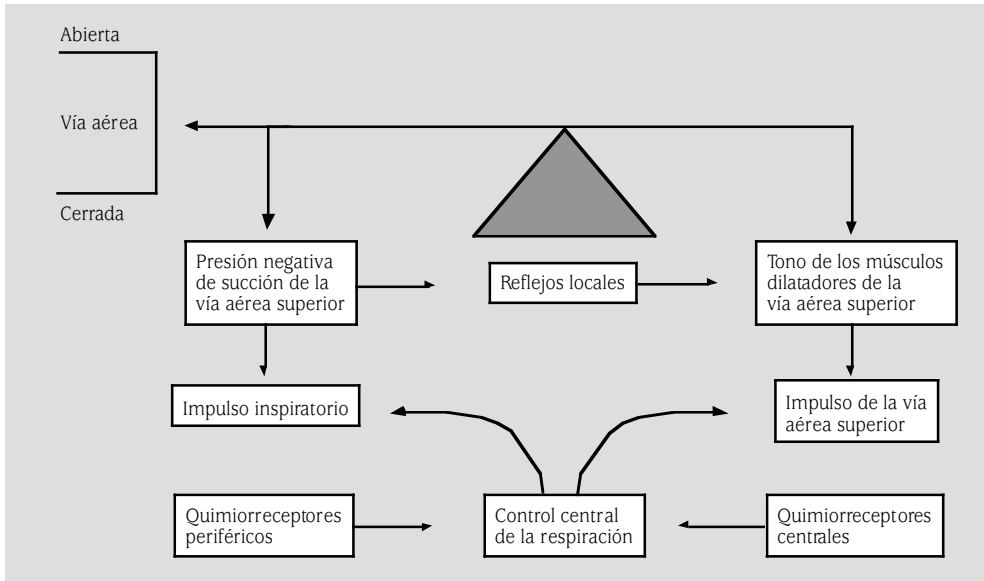 Abierta
Vía aérea
Cerrada
Presión negativa
de succión de la
vía aérea superior
Reflejos locales
Tono de los músculos
dilatadores de la
vía aérea superior
Impulso inspiratorio
Impulso de la vía
aérea superior
Quimiorreceptores
periféricos
Control central
de la respiración
Quimiorreceptores
centrales